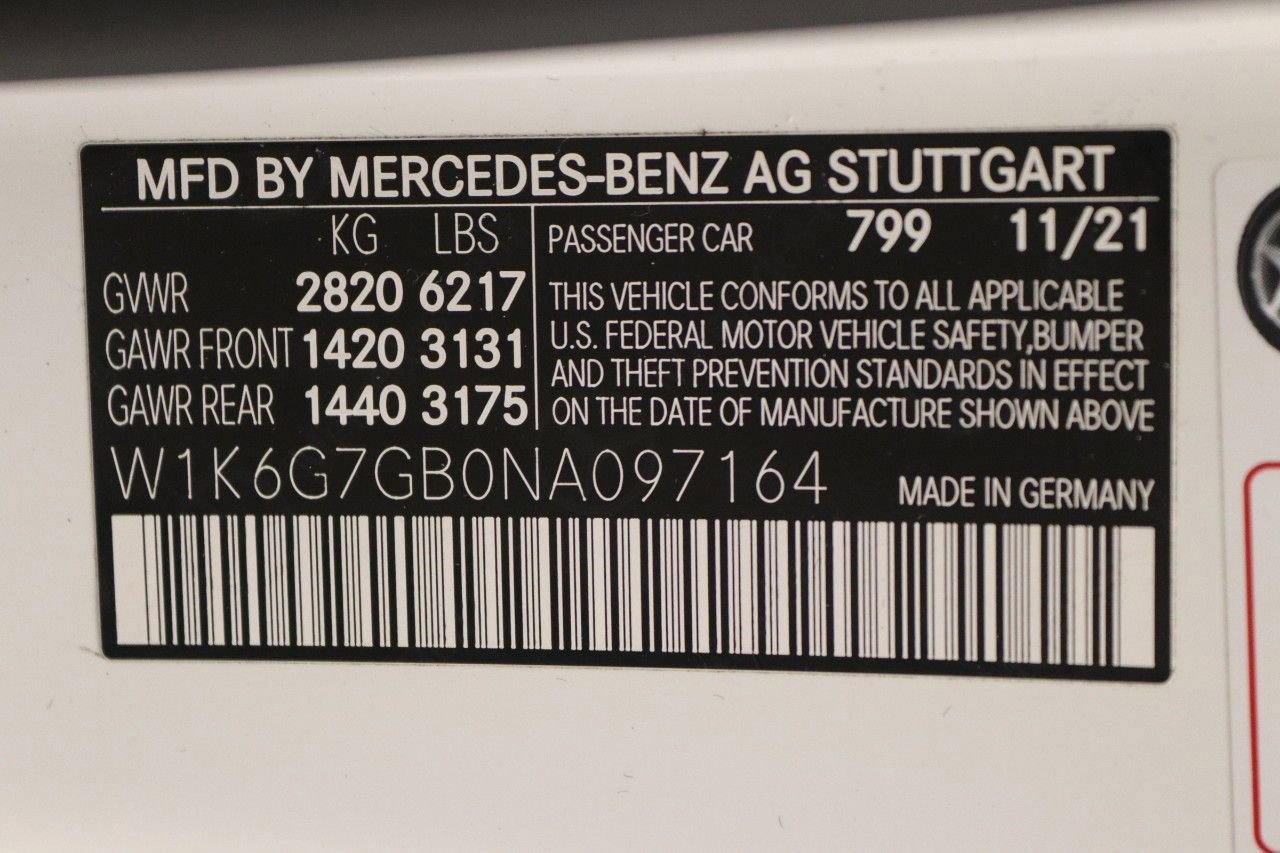 MFD BY MERCEDES-BENZ AG STUTTGART
KG LBS
GVWR 2820 6217
GAWR FRONT 1420 3131
GAWR REAR 1440 3175
PASSENGER CAR 799 11/21
THIS VEHICLE CONFORMS TO ALL APPLICABLE
U.S. FEDERAL MOTOR VEHICLE SAFETY,BUMPER
AND THEFT PREVENTION STANDARDS IN EFFECT
ON THE DATE OF MANUFACTURE SHOWN ABOVE
W1K6G7GB0NA097164 MADE IN GERMANY